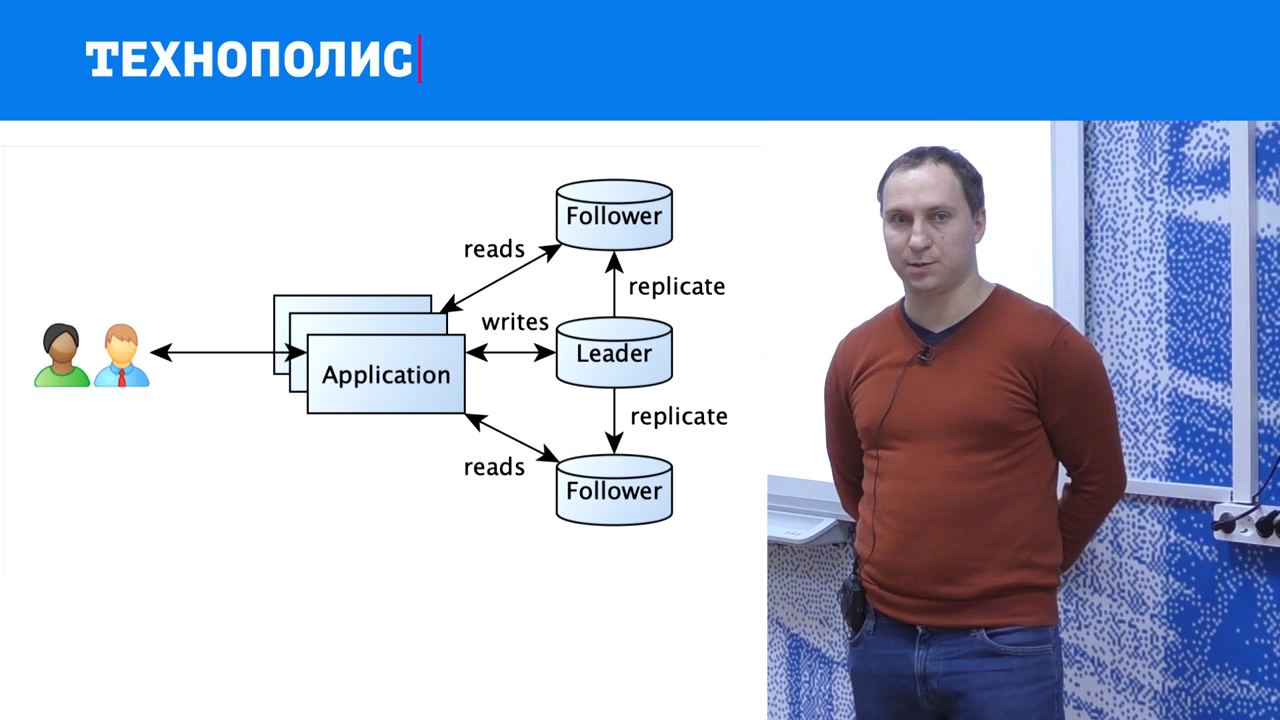 ТЕХНОПОЛИС
Follower
reads
replicate
writes
Leader
Application
replicate
reads
Follower